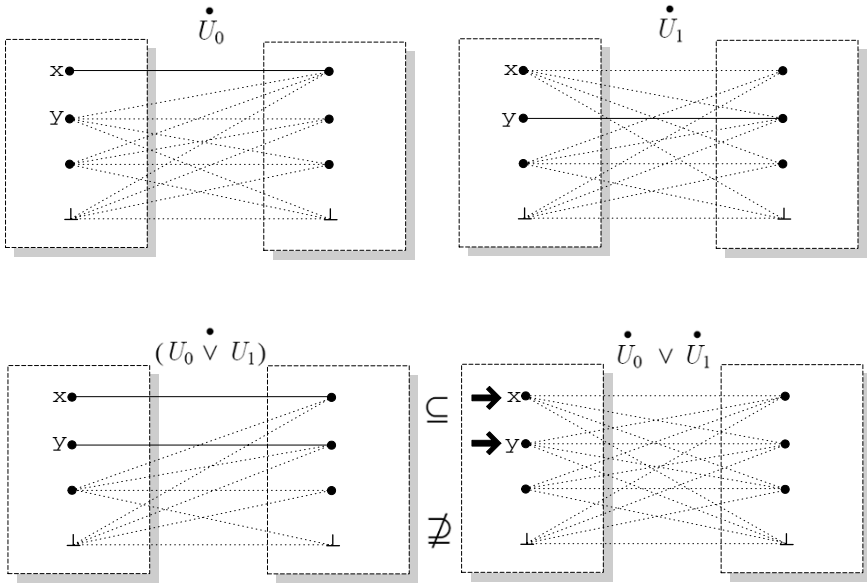 U̇₀
U̇₁
x
x
y
y
⊥ ⊥
⊥ ⊥
(U₀ ∨̇ U₁)
U̇₀ ∨ U̇₁
x
⊆
➔ x
y
➔ y
⊉
⊥ ⊥
⊥ ⊥